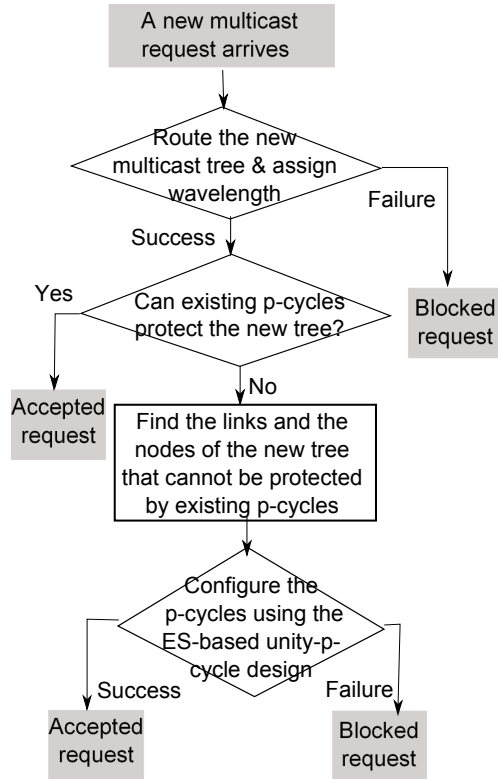 A new multicast
request arrives
Route the new
multicast tree & assign
wavelength
Failure
Success
Yes
Can existing p-cycles
protect the new tree?
Blocked
request
No
Accepted
request
Find the links and the
nodes of the new tree
that cannot be protected
by existing p-cycles
Configure the
p-cycles using the
ES-based unity-p-
cycle design
Success
Failure
Accepted
request
Blocked
request